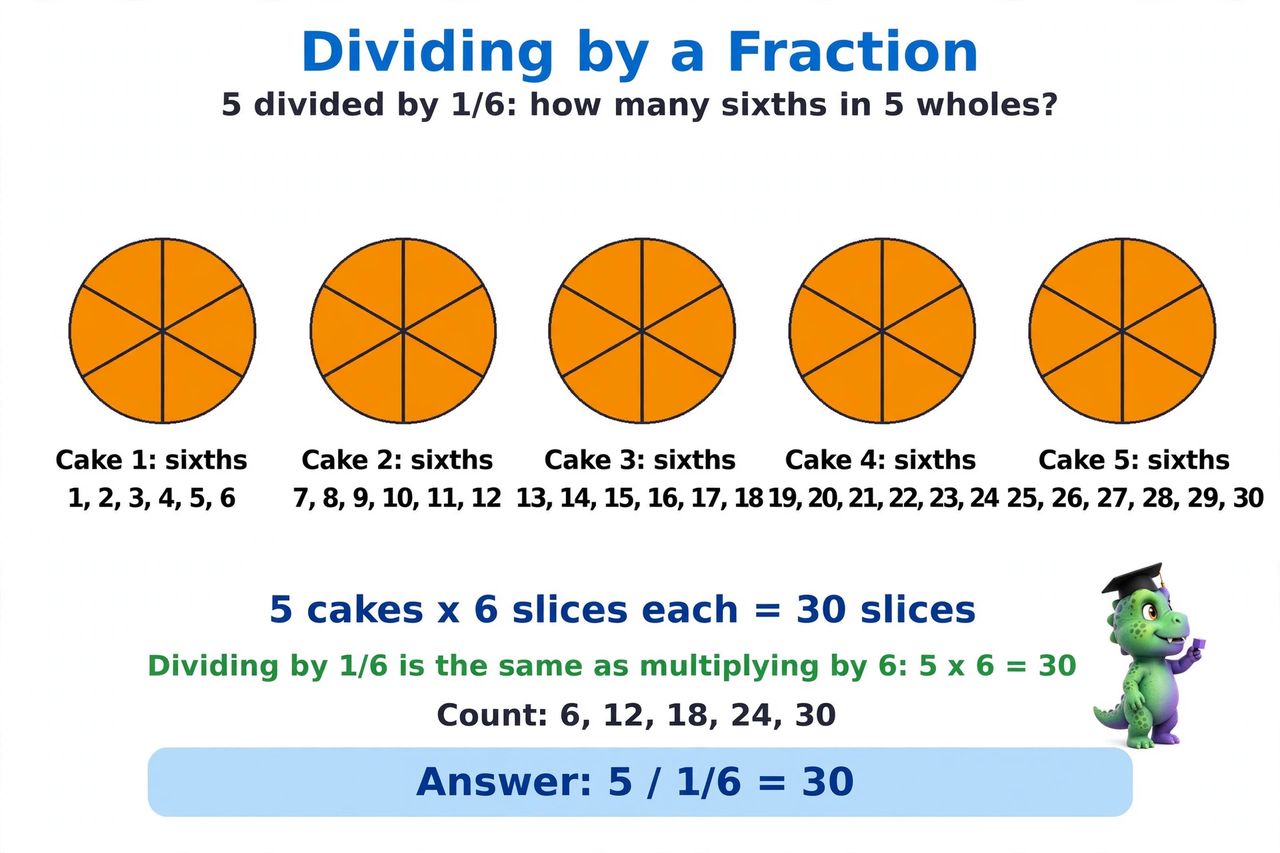 Dividing by a Fraction
5 divided by 1/6: how many sixths in 5 wholes?
Cake 1: sixths
1, 2, 3, 4, 5, 6
Cake 2: sixths
7, 8, 9, 10, 11, 12
Cake 3: sixths
13, 14, 15, 16, 17, 18
Cake 4: sixths
19, 20, 21, 22, 23, 24
Cake 5: sixths
25, 26, 27, 28, 29, 30
5 cakes x 6 slices each = 30 slices
Dividing by 1/6 is the same as multiplying by 6: 5 x 6 = 30
Count: 6, 12, 18, 24, 30
Answer: 5 / 1/6 = 30